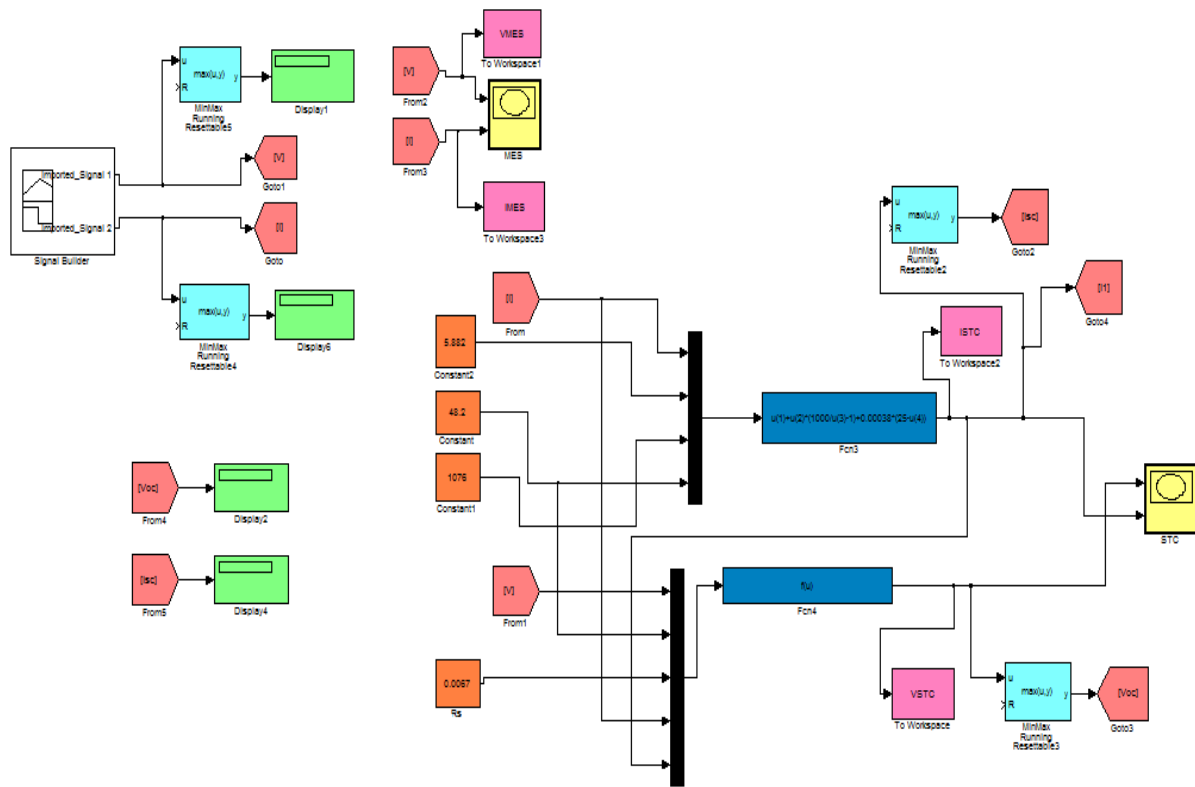 VMES
To Workspace1
[V]
From2
MES
[I]
From3
IMES
To Workspace3
u
R
max(u,y)
y
MinMax
Running
Resettable5
Display1
Imported_Signal 1
Imported_Signal 2
Signal Builder
[V]
Goto1
[I]
Goto
u
R
max(u,y)
y
MinMax
Running
Resettable4
Display6
u
R
max(u,y)
y
MinMax
Running
Resettable2
[Isc]
Goto2
[I1]
Goto4
[I]
From
ISTC
To Workspace2
5.882
Constant2
48.2
Constant
1076
Constant1
u(1)+u(2)*(1000/u(3)-1)+0.00038*(25-u(4))
Fcn3
STC
[Voc]
From4
Display2
[Isc]
From5
Display4
[V]
From1
f(u)
Fcn4
0.0067
Rs
VSTC
To Workspace
u
R
max(u,y)
y
MinMax
Running
Resettable3
[Voc]
Goto3